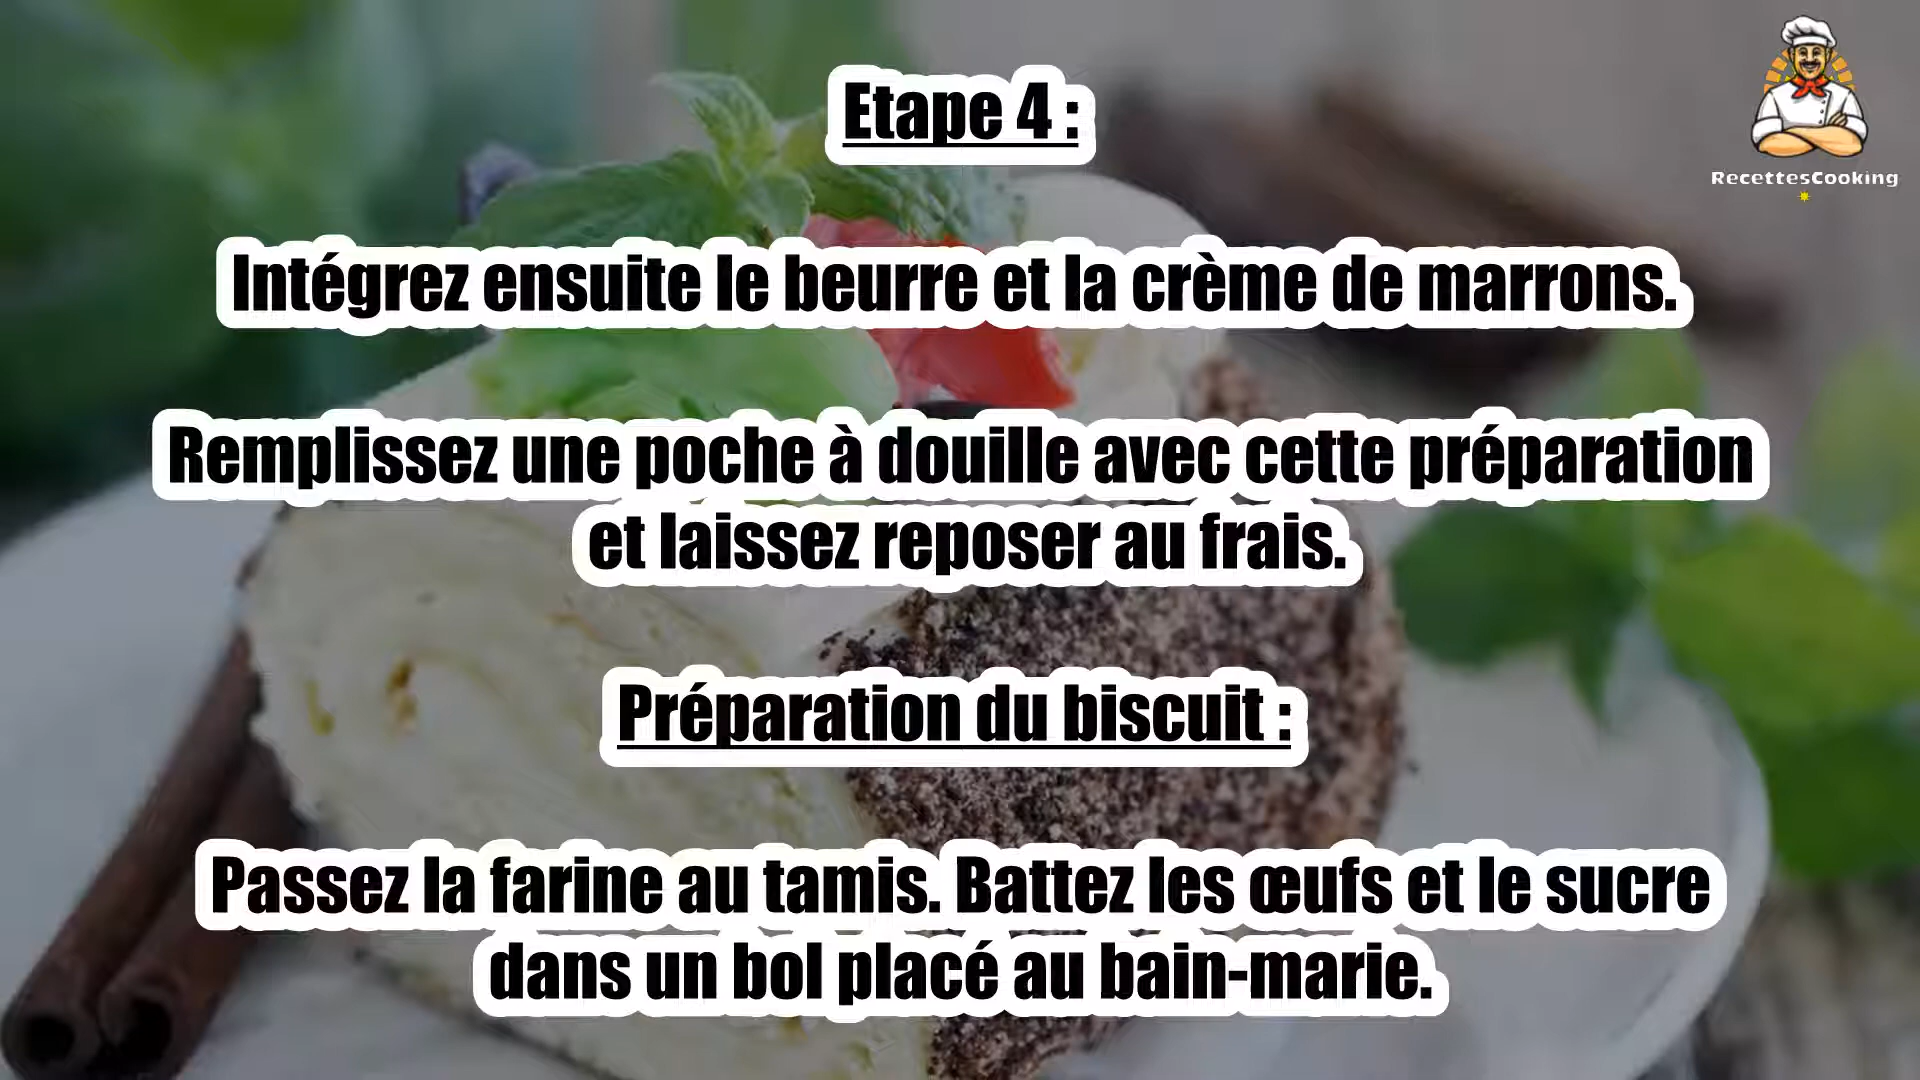 Etape 4 :
RecettesCooking
Intégrez ensuite le beurre et la crème de marrons.
Remplissez une poche à douille avec cette préparation
et laissez reposer au frais.
Préparation du biscuit :
Passez la farine au tamis. Battez les œufs et le sucre
dans un bol placé au bain-marie.